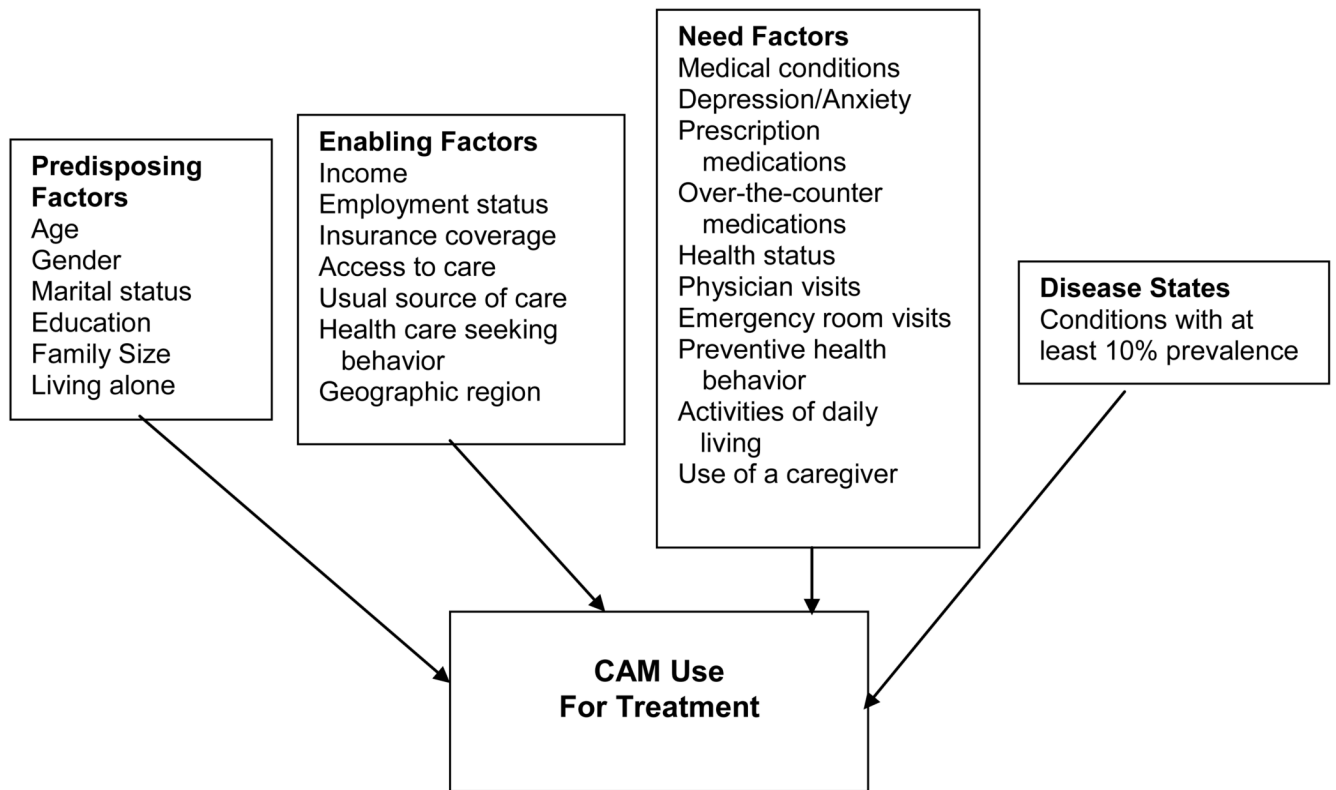 Predisposing
Factors
Age
Gender
Marital status
Education
Family Size
Living alone
Enabling Factors
Income
Employment status
Insurance coverage
Access to care
Usual source of care
Health care seeking
behavior
Geographic region
Need Factors
Medical conditions
Depression/Anxiety
Prescription
medications
Over-the-counter
medications
Health status
Physician visits
Emergency room visits
Preventive health
behavior
Activities of daily
living
Use of a caregiver
Disease States
Conditions with at
least 10% prevalence
CAM Use
For Treatment